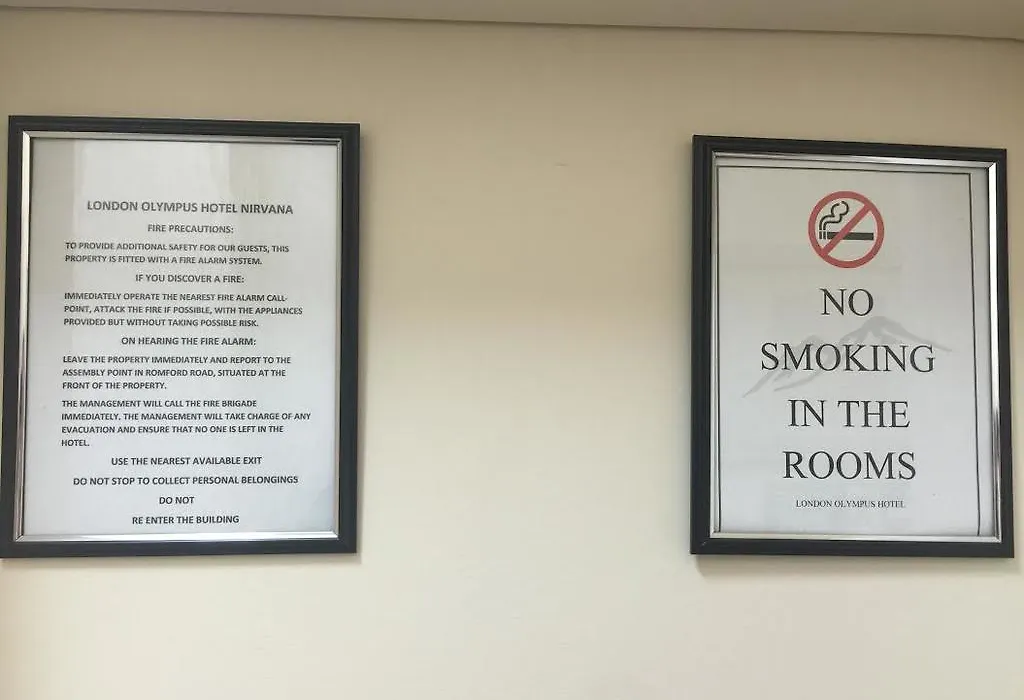 LONDON OLYMPUS HOTEL NIRVANA
FIRE PRECAUTIONS:
TO PROVIDE ADDITIONAL SAFETY FOR OUR GUESTS, THIS
PROPERTY IS FITTED WITH A FIRE ALARM SYSTEM.
IF YOU DISCOVER A FIRE:
IMMEDIATELY OPERATE THE NEAREST FIRE ALARM CALL-
POINT, ATTACK THE FIRE IF POSSIBLE, WITH THE APPLIANCES
PROVIDED BUT WITHOUT TAKING POSSIBLE RISK.
ON HEARING THE FIRE ALARM:
LEAVE THE PROPERTY IMMEDIATELY AND REPORT TO THE
ASSEMBLY POINT IN ROMFORD ROAD, SITUATED AT THE
FRONT OF THE PROPERTY.
THE MANAGEMENT WILL CALL THE FIRE BRIGADE
IMMEDIATELY. THE MANAGEMENT WILL TAKE CHARGE OF ANY
EVACUATION AND ENSURE THAT NO ONE IS LEFT IN THE
HOTEL.
USE THE NEAREST AVAILABLE EXIT
DO NOT STOP TO COLLECT PERSONAL BELONGINGS
DO NOT
RE ENTER THE BUILDING
NO
SMOKING
IN THE
ROOMS
LONDON OLYMPUS HOTEL